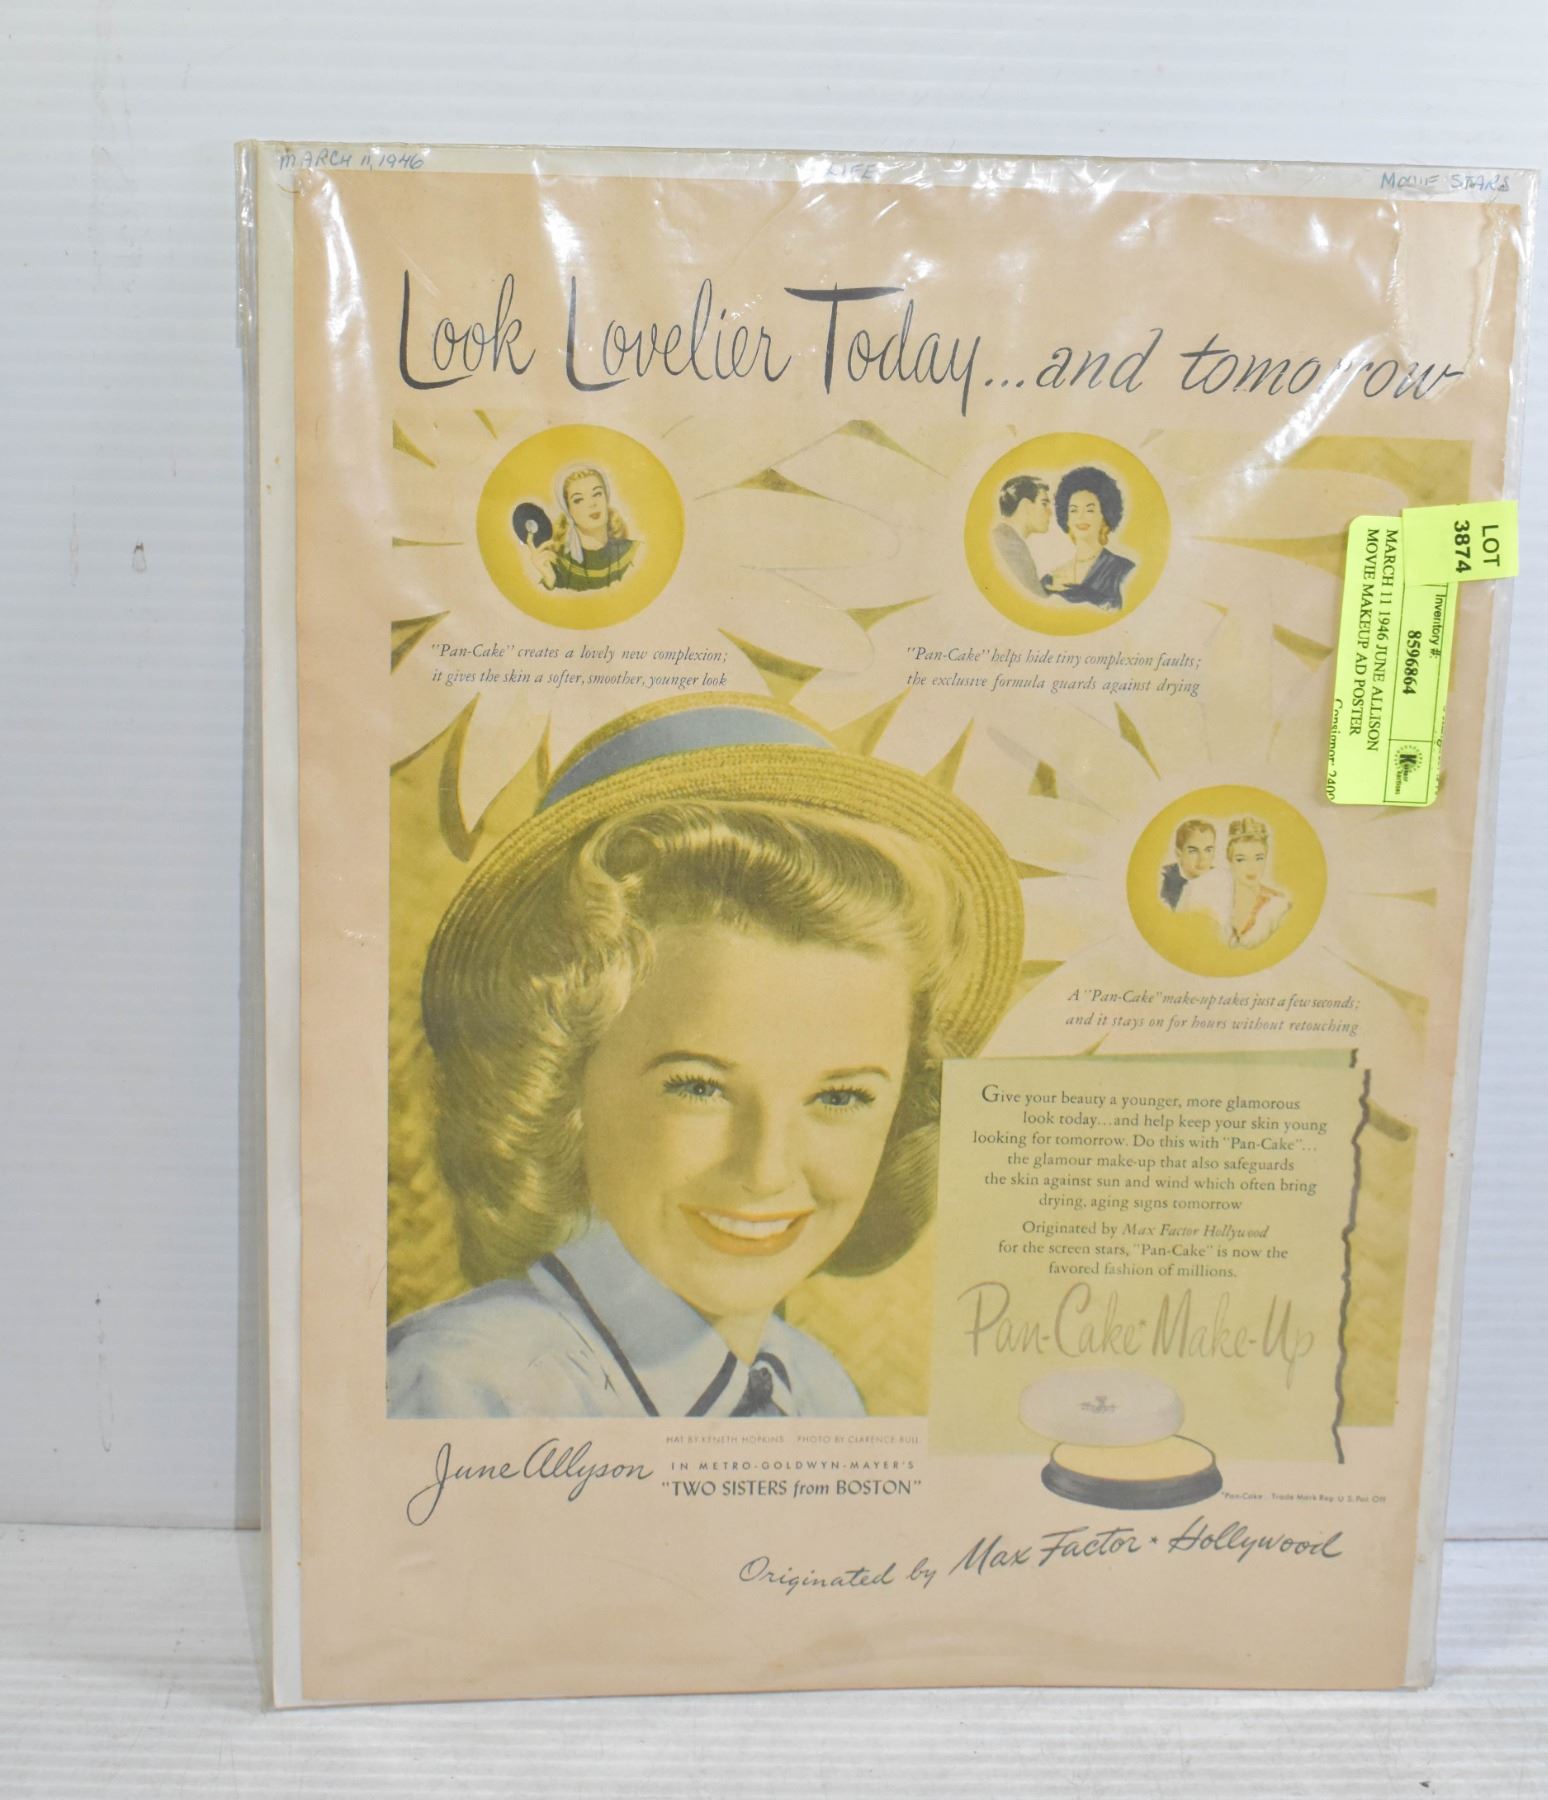 MARCH 11, 1946
LIFE
MOVIE STARS
Look Lovelier Today...and tomorrow
"Pan-Cake" creates a lovely new complexion;
it gives the skin a softer, smoother, younger look
"Pan-Cake" helps hide tiny complexion faults;
the exclusive formula guards against drying
LOT
3874
Inventory #:
85968864
MARCH 11 1946 JUNE ALLISON
MOVIE MAKEUP AD POSTER
A "Pan-Cake" make-up takes just a few seconds;
and it stays on for hours without retouching
Give your beauty a younger, more glamorous
look today...and help keep your skin young
looking for tomorrow. Do this with "Pan-Cake"...
the glamour make-up that also safeguards
the skin against sun and wind which often bring
drying, aging signs tomorrow
Originated by Max Factor Hollywood
for the screen stars, "Pan-Cake" is now the
favored fashion of millions.
Pan-Cake* Make-Up
HAT BY KENETH HOPKINS PHOTO BY CLARENCE BULL
June Allyson
IN METRO-GOLDWYN-MAYER'S
"TWO SISTERS from BOSTON"
*Pan-Cake Trade Mark Reg U S Pat Off
Originated by Max Factor * Hollywood